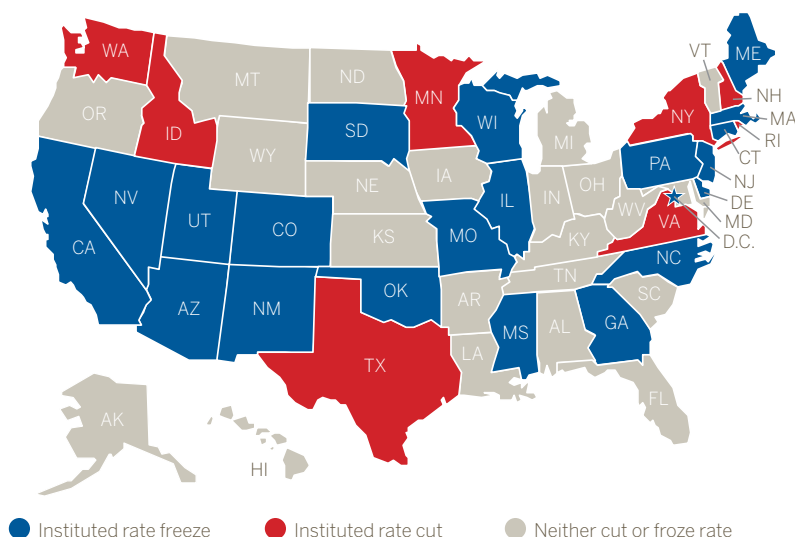 WA
MT
ND
MN
OR
ID
SD
WI
WY
MI
VT
ME
NY
NH
MA
RI
CT
NV
NE
IA
PA
NJ
DE
MD
D.C.
UT
CO
IL
IN
OH
WV
VA
CA
KS
MO
KY
NC
AZ
NM
OK
AR
TN
SC
MS
AL
GA
TX
LA
FL
AK
HI
Instituted rate freeze
Instituted rate cut
Neither cut or froze rate